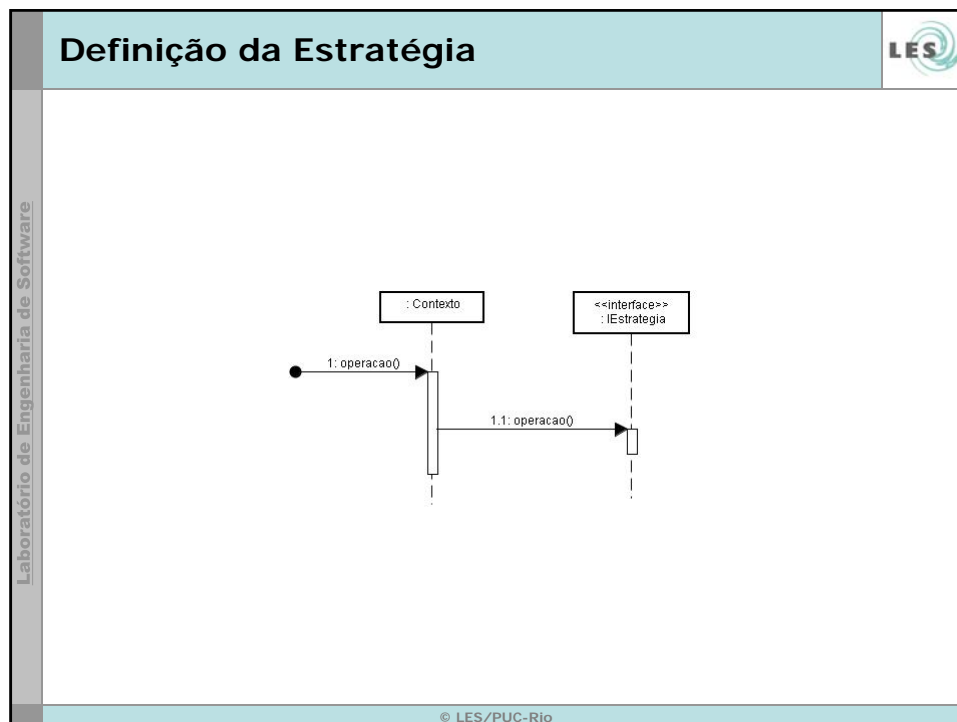 Definição da Estratégia
LES
Laboratório de Engenharia de Software
: Contexto
<<interface>>
: IEstrategia
1: operacao()
1.1: operacao()
© LES/PUC-Rio